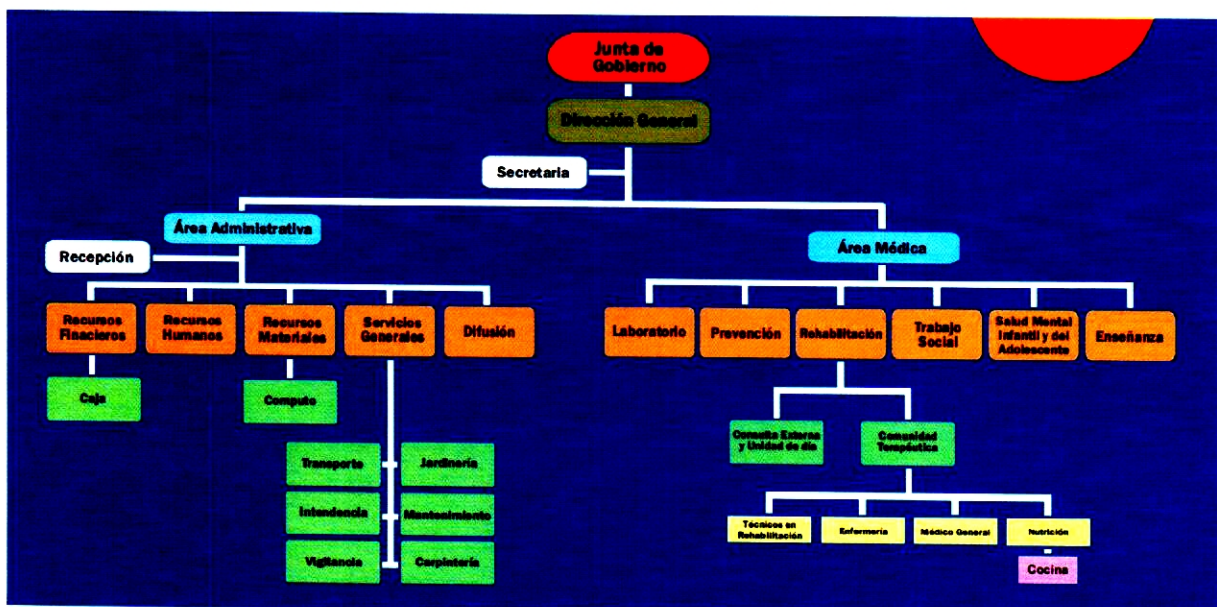 Junta de
Gobierno
Dirección General
Secretaria
Área Administrativa
Área Médica
Recepción
Recursos
Finacieros
Recursos
Humanos
Recursos
Materiales
Servicios
Generales
Difusión
Laboratorio
Prevención
Rehabilitación
Trabajo
Social
Salud Mental
Infantil y del
Adolescente
Enseñanza
Caja
Computo
Consulta Externa
y Unidad de día
Comunidad
Terapéutica
Transporte
Jardinería
Intendencia
Mantenimiento
Vigilancia
Carpintería
Técnicos en
Rehabilitación
Enfermería
Médico General
Nutrición
Cocina